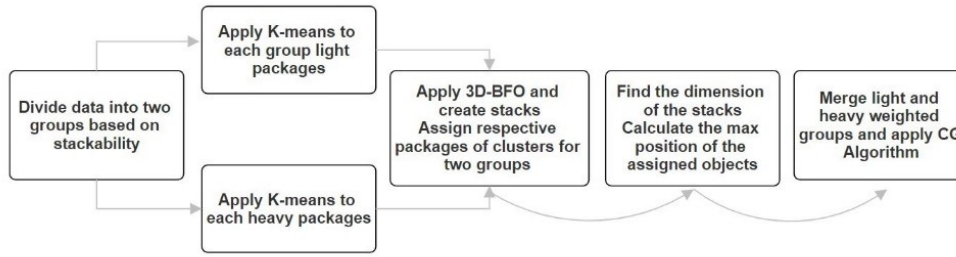 Divide data into two
groups based on
stackability
Apply K-means to
each group light
packages
Apply K-means to
each heavy packages
Apply 3D-BFO and
create stacks
Assign respective
packages of clusters for
two groups
Find the dimension
of the stacks
Calculate the max
position of the
assigned objects
Merge light and
heavy weighted
groups and apply CG
Algorithm